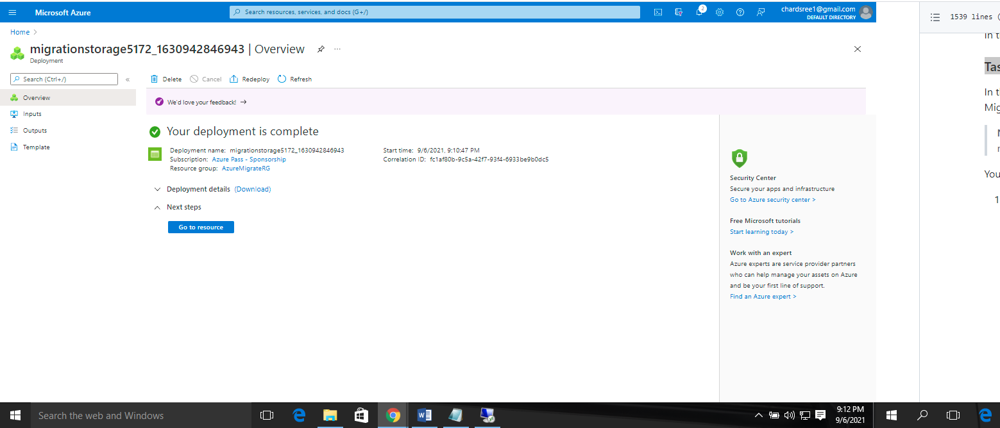 Microsoft Azure
Search resources, services, and docs (G+/)
2
chardsree1@gmail.com
DEFAULT DIRECTORY
Home >
migrationstorage5172_1630942846943 | Overview ...
Deployment
Search (Ctrl+/) «
Overview
Inputs
Outputs
Template
Delete Cancel Redeploy Refresh
We'd love your feedback! →
Your deployment is complete
Deployment name: migrationstorage5172_1630942846943
Subscription: Azure Pass - Sponsorship
Resource group: AzureMigrateRG
Start time: 9/6/2021, 9:10:47 PM
Correlation ID: fc1af80b-9c5a-42f7-93f4-6933be9b0dc5
Deployment details (Download)
Next steps
Go to resource
Security Center
Secure your apps and infrastructure
Go to Azure security center >
Free Microsoft tutorials
Start learning today >
Work with an expert
Azure experts are service provider partners
who can help manage your assets on Azure
and be your first line of support.
Find an Azure expert >
1539 lines (
In t
Tas
In t
Mig
You
1
Search the web and Windows
9:12 PM
9/6/2021